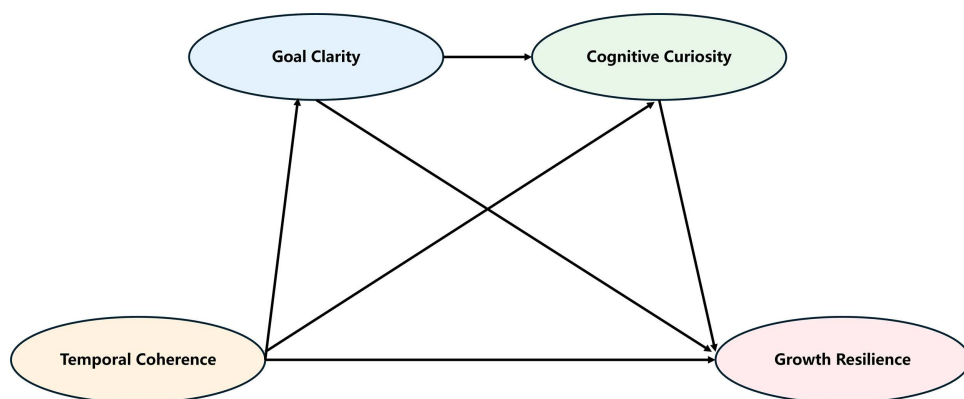 Goal Clarity
Cognitive Curiosity
Temporal Coherence
Growth Resilience